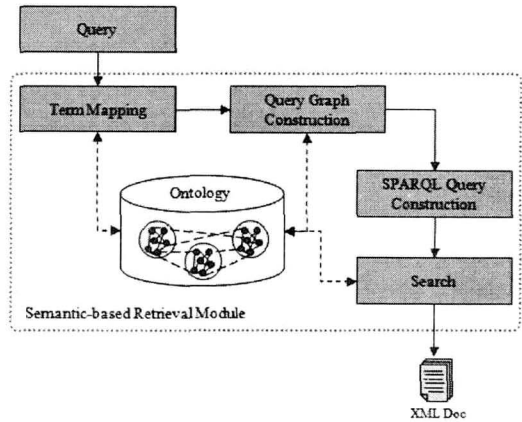 Query
Term Mapping
Query Graph
Construction
Ontology
SPARQL Query
Construction
Search
Semantic-based Retrieval Module
XML Doc